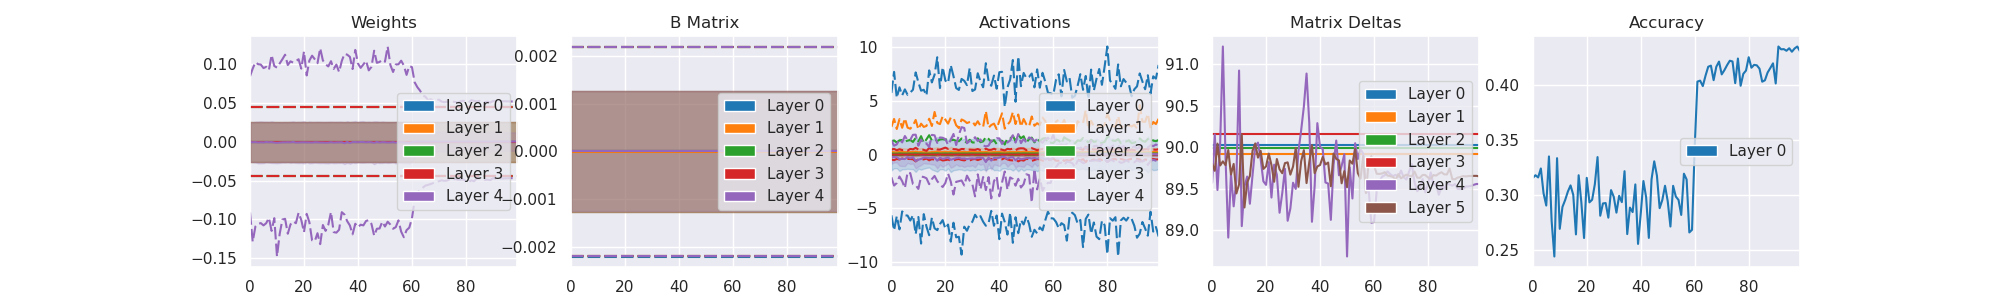 Weights
0.10
0.05
0.00
−0.05
−0.10
−0.15
0 20 40 60 80
Layer 0
Layer 1
Layer 2
Layer 3
Layer 4
B Matrix
0.002
0.001
0.000
−0.001
−0.002
0 20 40 60 80
Layer 0
Layer 1
Layer 2
Layer 3
Layer 4
Activations
10
5
0
−5
−10
0 20 40 60 80
Layer 0
Layer 1
Layer 2
Layer 3
Layer 4
Matrix Deltas
91.0
90.5
90.0
89.5
89.0
0 20 40 60 80
Layer 0
Layer 1
Layer 2
Layer 3
Layer 4
Layer 5
Accuracy
0.40
0.35
0.30
0.25
0 20 40 60 80
Layer 0